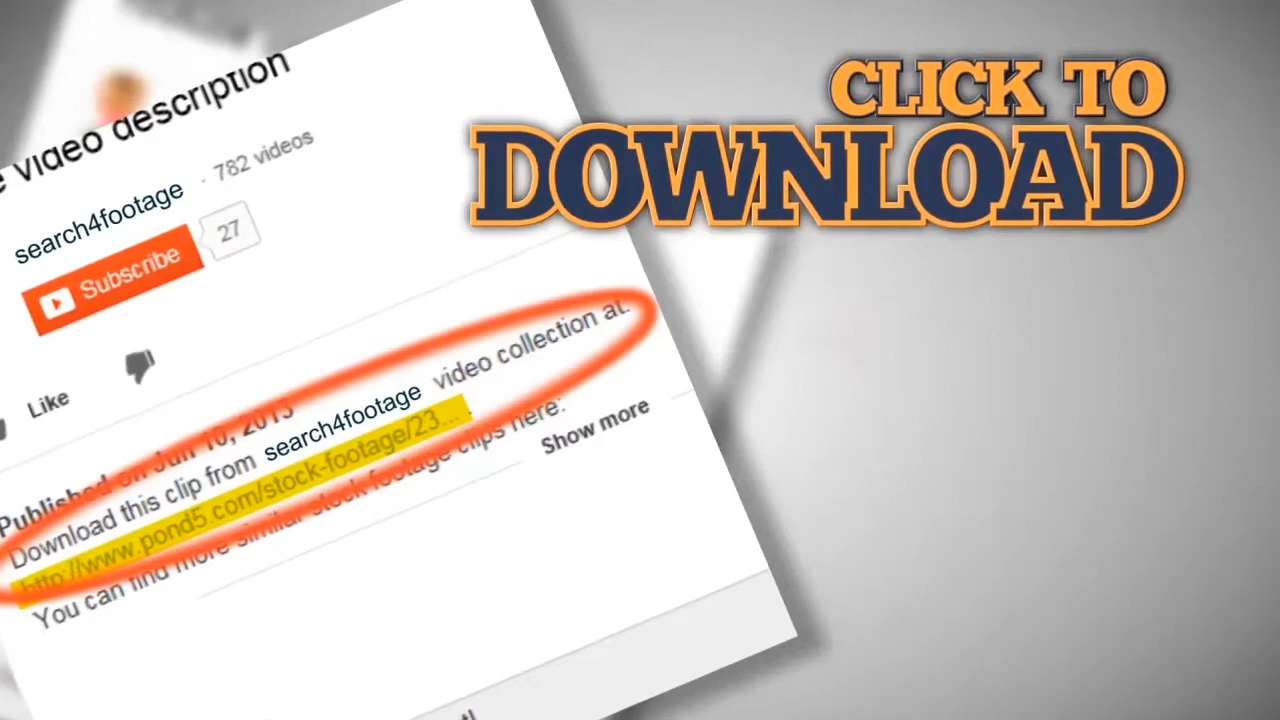 CLICK TO
DOWNLOAD
video description
search4footage · 782 videos
Subscribe 27
Like
Published on Jun 10, 2013
Download this clip from search4footage video collection at:
http://www.pond5.com/stock-footage/23... .
You can find more similar stock footage clips here:
Show more